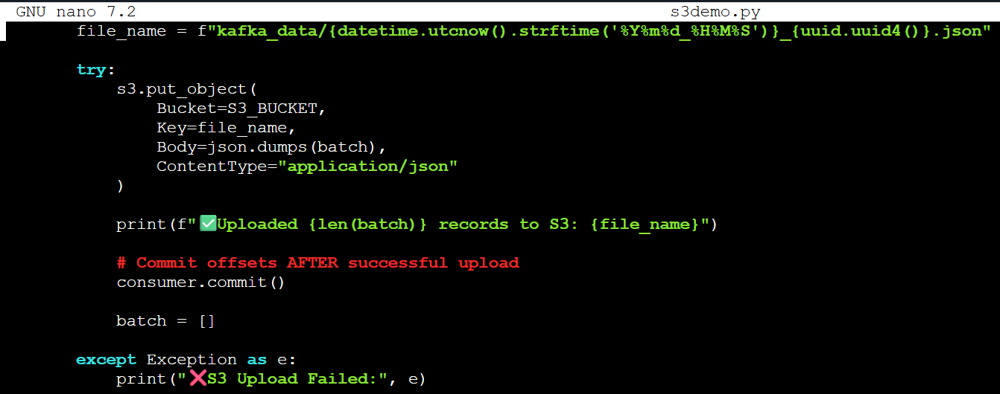 GNU nano 7.2 s3demo.py
file_name = f"kafka_data/{datetime.utcnow().strftime('%Y%m%d_%H%M%S')}_{uuid.uuid4()}.json"
try:
s3.put_object(
Bucket=S3_BUCKET,
Key=file_name,
Body=json.dumps(batch),
ContentType="application/json"
)
print(f"✅Uploaded {len(batch)} records to S3: {file_name}")
# Commit offsets AFTER successful upload
consumer.commit()
batch = []
except Exception as e:
print("❌S3 Upload Failed:", e)